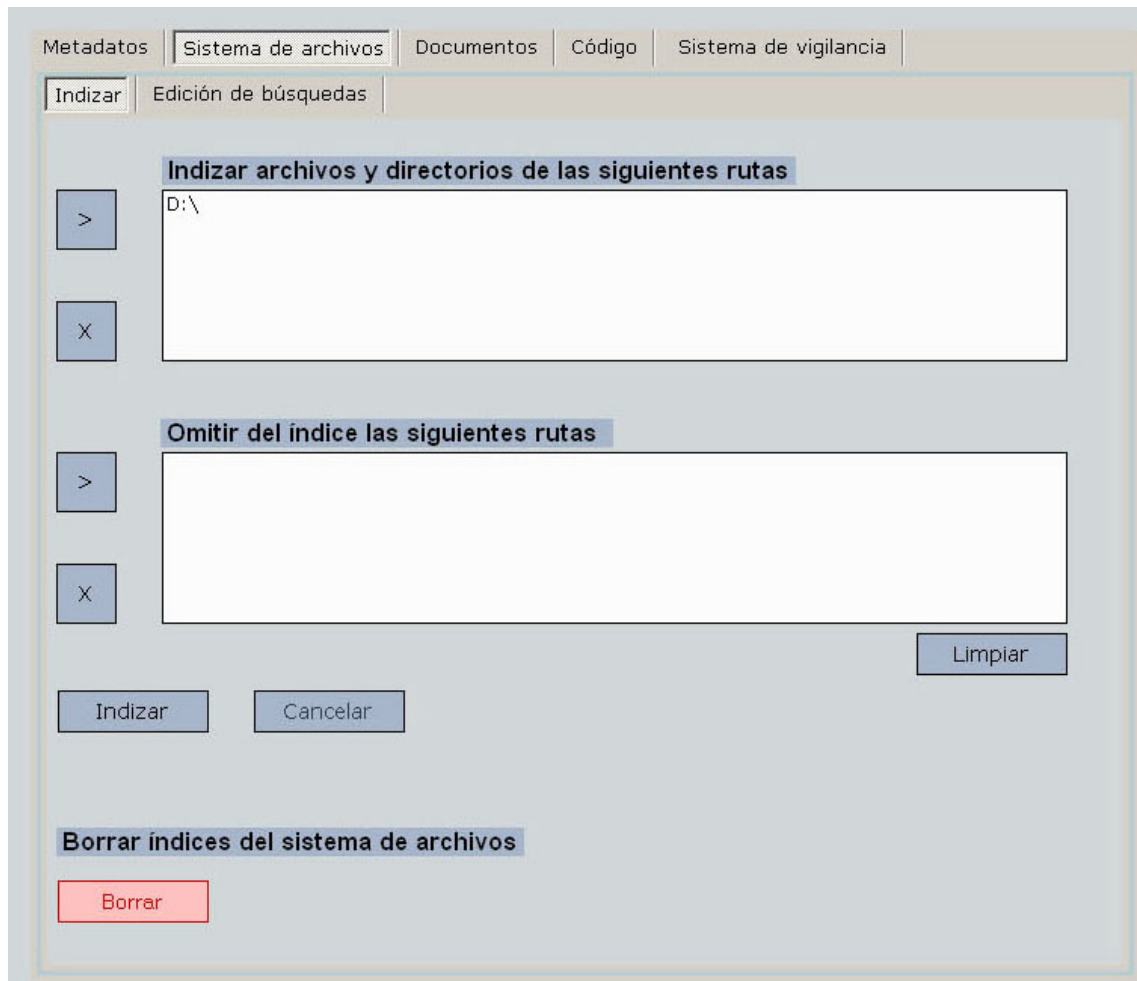 Metadatos Sistema de archivos Documentos Código Sistema de vigilancia
Indizar Edición de búsquedas
Indizar archivos y directorios de las siguientes rutas
>
D:\
X
Omitir del índice las siguientes rutas
>
X
Limpiar
Indizar Cancelar
Borrar índices del sistema de archivos
Borrar